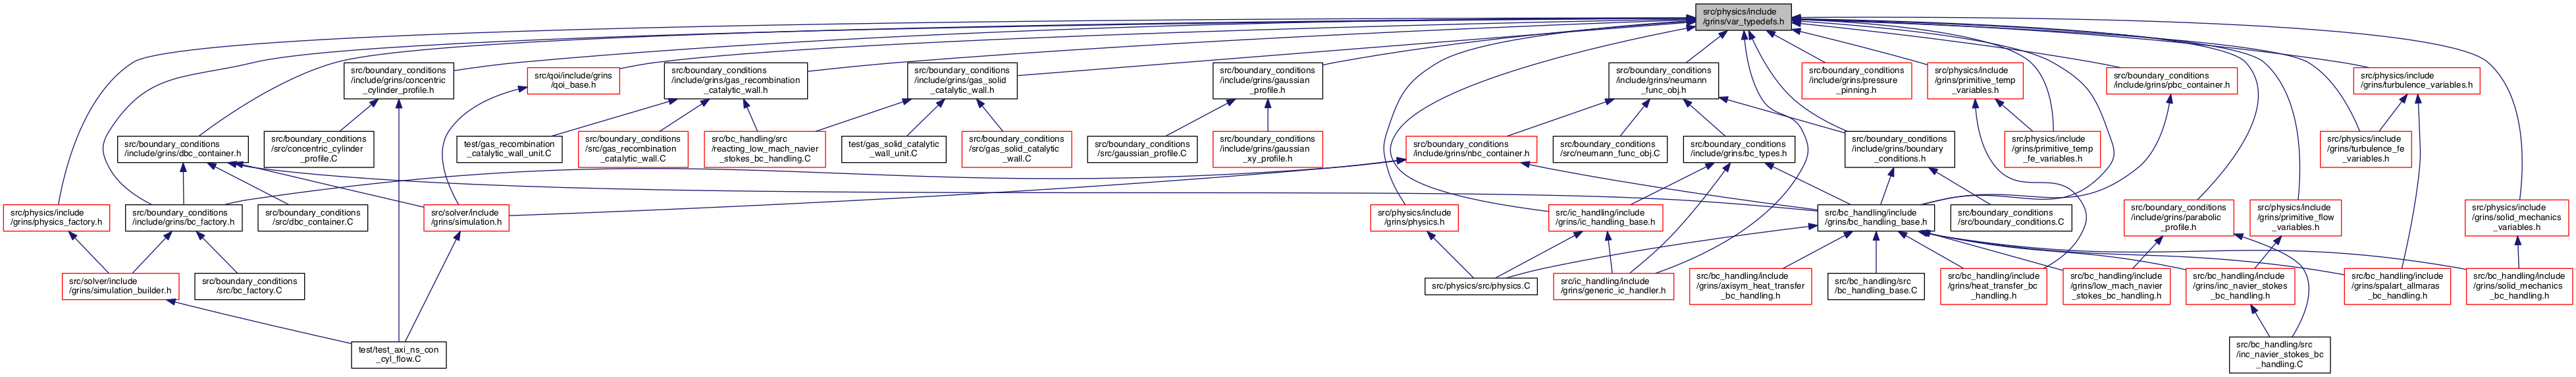 src/physics/include
/grins/var_typedefs.h
src/boundary_conditions
/include/grins/concentric
_cylinder_profile.h
src/qoi/include/grins
/qoi_base.h
src/boundary_conditions
/include/grins/gas_recombination
_catalytic_wall.h
src/boundary_conditions
/include/grins/gas_solid
_catalytic_wall.h
src/boundary_conditions
/include/grins/gaussian
_profile.h
src/boundary_conditions
/include/grins/neumann
_func_obj.h
src/boundary_conditions
/include/grins/pressure
_pinning.h
src/physics/include
/grins/primitive_temp
_variables.h
src/boundary_conditions
/include/grins/pbc_container.h
src/physics/include
/grins/turbulence_variables.h
src/boundary_conditions
/include/grins/dbc_container.h
src/boundary_conditions
/src/concentric_cylinder
_profile.C
test/gas_recombination
_catalytic_wall_unit.C
src/boundary_conditions
/src/gas_recombination
_catalytic_wall.C
src/bc_handling/src
/reacting_low_mach_navier
_stokes_bc_handling.C
test/gas_solid_catalytic
_wall_unit.C
src/boundary_conditions
/src/gas_solid_catalytic
_wall.C
src/boundary_conditions
/src/gaussian_profile.C
src/boundary_conditions
/include/grins/gaussian
_xy_profile.h
src/boundary_conditions
/include/grins/nbc_container.h
src/boundary_conditions
/src/neumann_func_obj.C
src/boundary_conditions
/include/grins/bc_types.h
src/boundary_conditions
/include/grins/boundary
_conditions.h
src/physics/include
/grins/primitive_temp
_fe_variables.h
src/physics/include
/grins/turbulence_fe
_variables.h
src/physics/include
/grins/physics_factory.h
src/boundary_conditions
/include/grins/bc_factory.h
src/boundary_conditions
/src/dbc_container.C
src/solver/include
/grins/simulation.h
src/physics/include
/grins/physics.h
src/ic_handling/include
/grins/ic_handling_base.h
src/bc_handling/include
/grins/bc_handling_base.h
src/boundary_conditions
/src/boundary_conditions.C
src/boundary_conditions
/include/grins/parabolic
_profile.h
src/physics/include
/grins/primitive_flow
_variables.h
src/physics/include
/grins/solid_mechanics
_variables.h
src/solver/include
/grins/simulation_builder.h
src/boundary_conditions
/src/bc_factory.C
src/physics/src/physics.C
src/ic_handling/include
/grins/generic_ic_handler.h
src/bc_handling/include
/grins/axisym_heat_transfer
_bc_handling.h
src/bc_handling/src
/bc_handling_base.C
src/bc_handling/include
/grins/heat_transfer_bc
_handling.h
src/bc_handling/include
/grins/low_mach_navier
_stokes_bc_handling.h
src/bc_handling/include
/grins/inc_navier_stokes
_bc_handling.h
src/bc_handling/include
/grins/spalart_allmaras
_bc_handling.h
src/bc_handling/include
/grins/solid_mechanics
_bc_handling.h
test/test_axi_ns_con
_cyl_flow.C
src/bc_handling/src
/inc_navier_stokes_bc
_handling.C